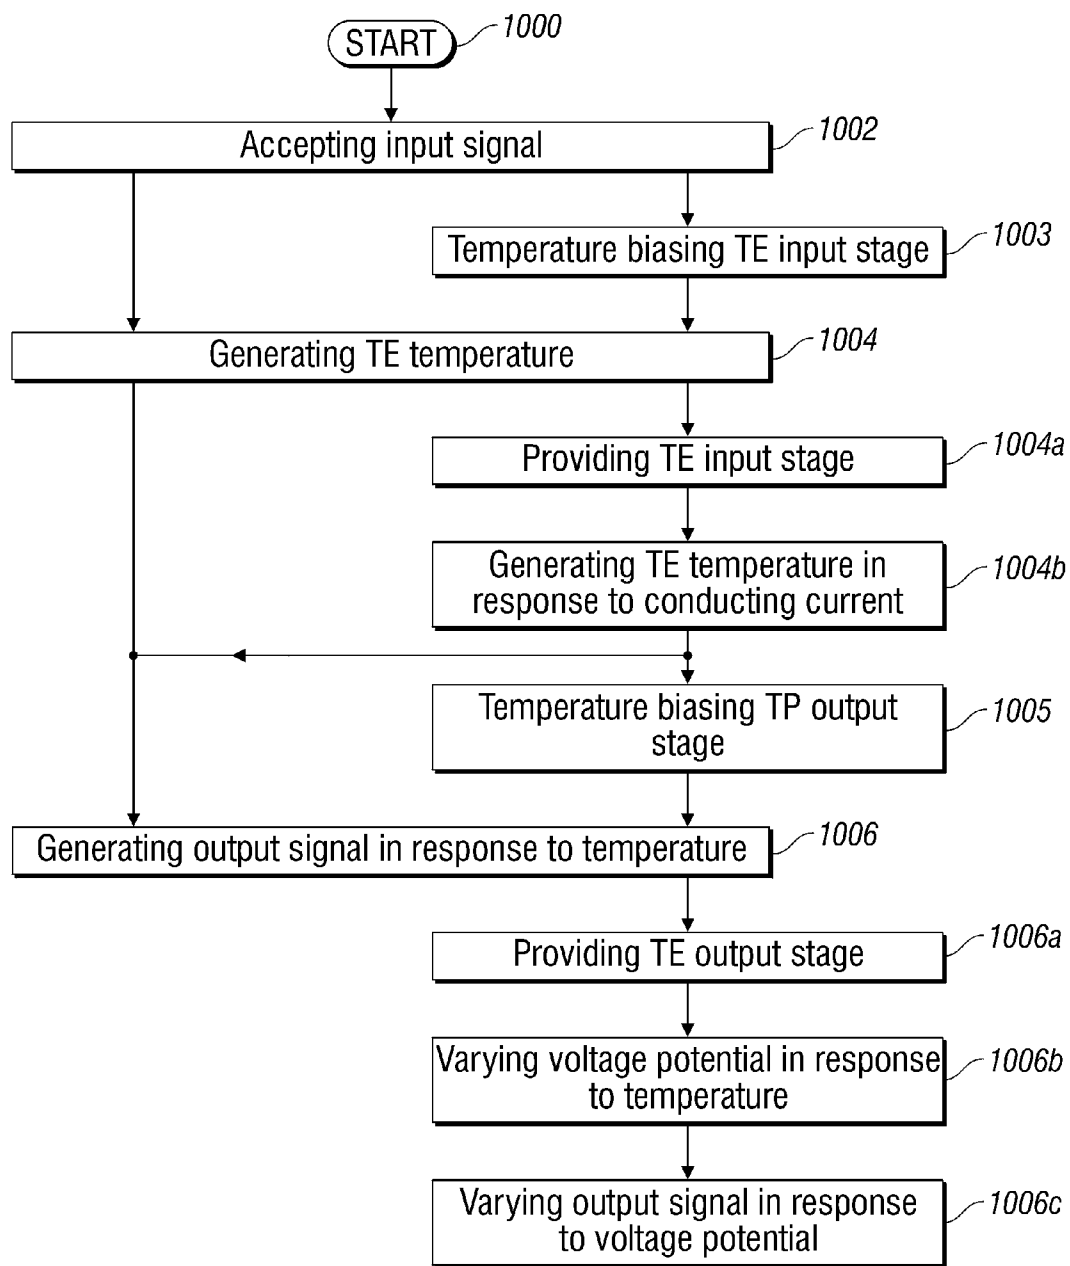 START
1000
Accepting input signal
1002
Temperature biasing TE input stage
1003
Generating TE temperature
1004
Providing TE input stage
1004a
Generating TE temperature in
response to conducting current
1004b
Temperature biasing TP output
stage
1005
Generating output signal in response to temperature
1006
Providing TE output stage
1006a
Varying voltage potential in response
to temperature
1006b
Varying output signal in response
to voltage potential
1006c